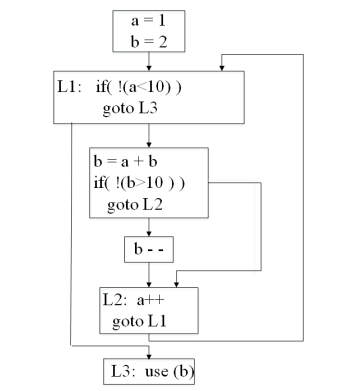 a = 1
b = 2
L1: if( !(a<10) )
goto L3
b = a + b
if( !(b>10 ) )
goto L2
b - -
L2: a++
goto L1
L3: use (b)